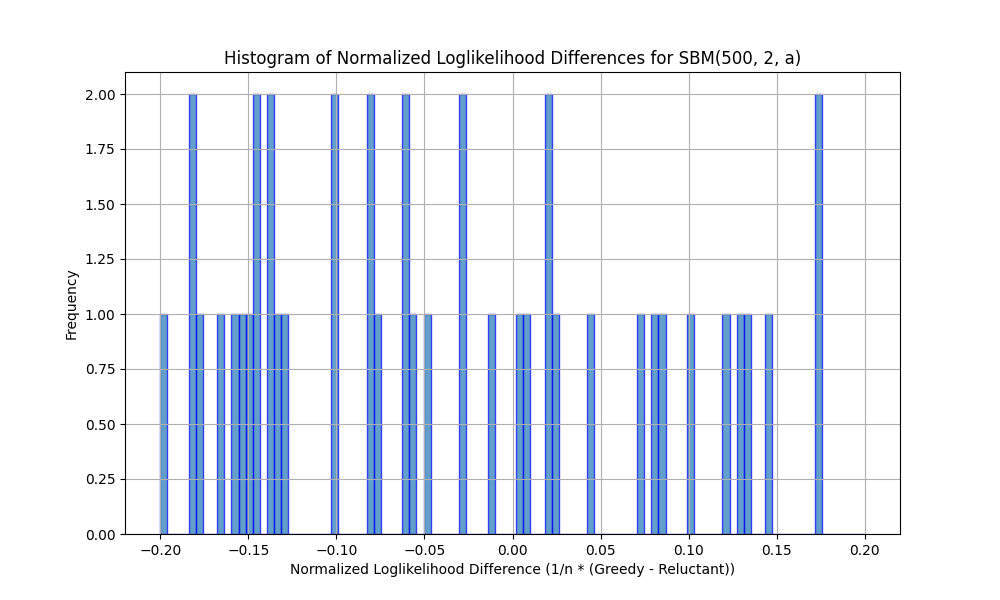 Histogram of Normalized Loglikelihood Differences for SBM(500, 2, a)
2.00
1.75
1.50
1.25
1.00
0.75
0.50
0.25
0.00
Frequency
−0.20 −0.15 −0.10 −0.05 0.00 0.05 0.10 0.15 0.20
Normalized Loglikelihood Difference (1/n * (Greedy - Reluctant))